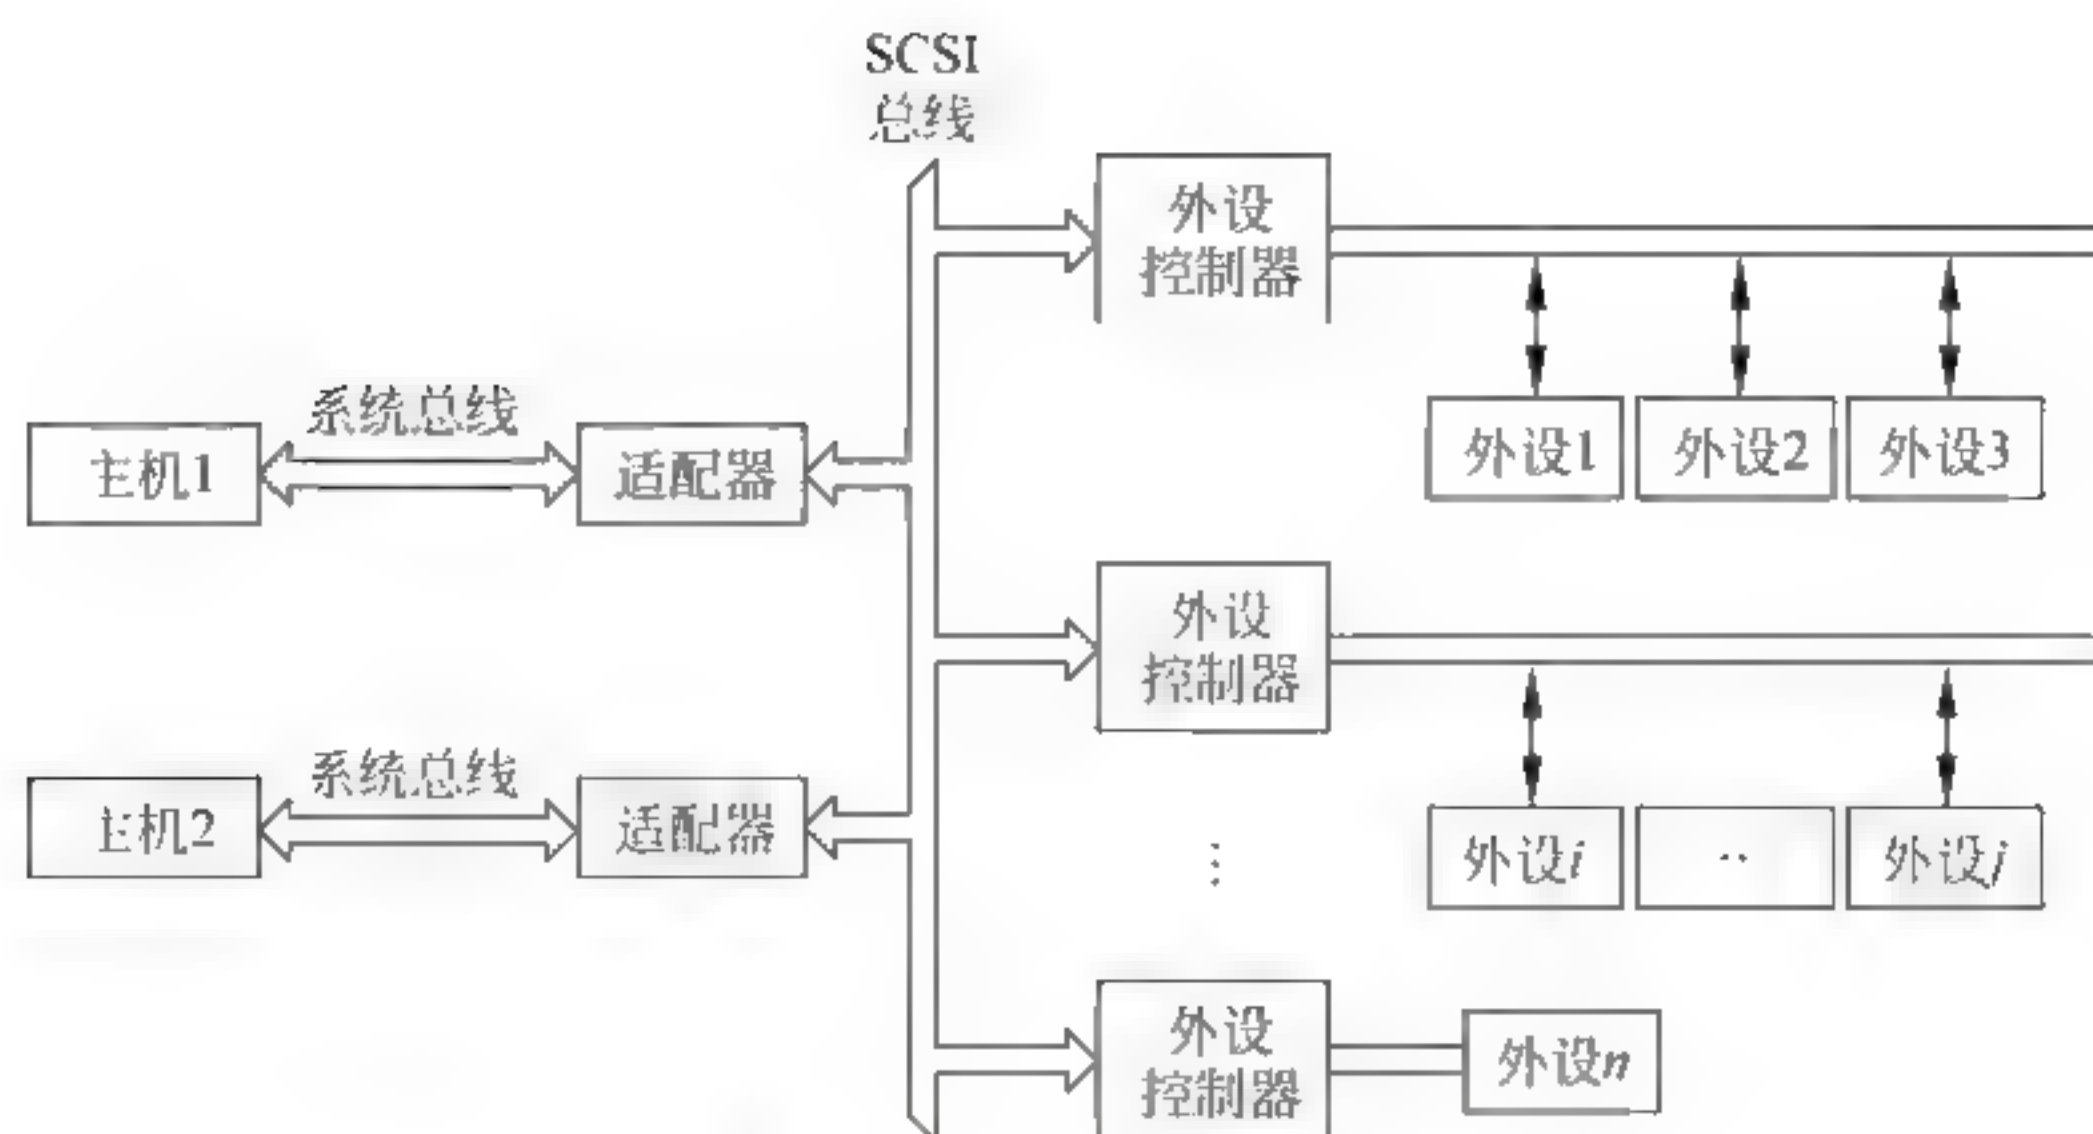 SCSI
总线
外设
控制器
系统总线
主机1
适配器
外设1
外设2
外设3
外设
控制器
系统总线
主机2
适配器
⋮
外设i
..
外设j
外设
控制器
外设n